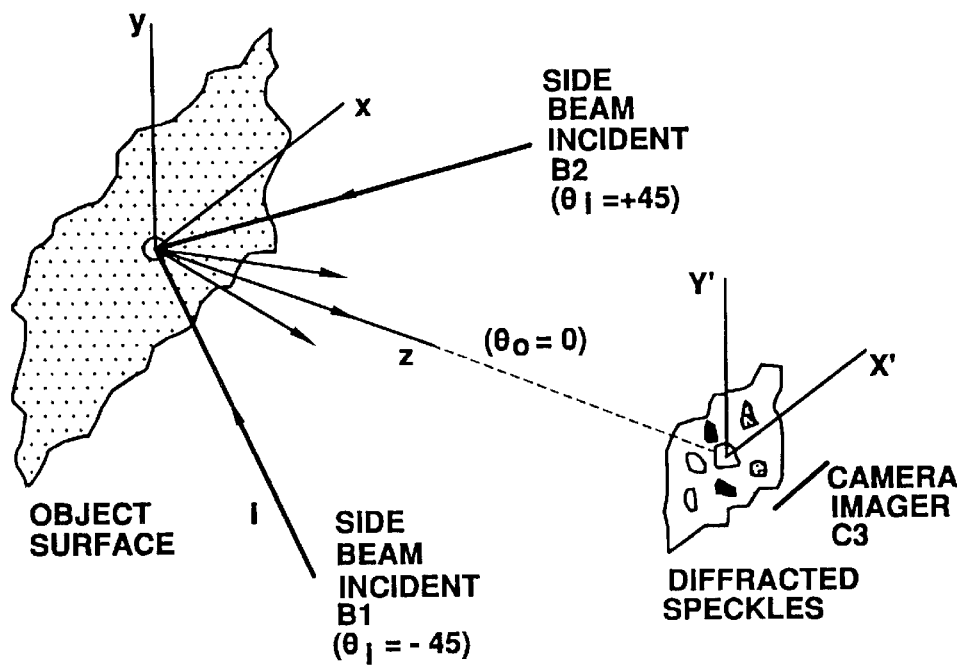 y
x
SIDE
BEAM
INCIDENT
B2
(θ i =+45)
Y'
(θo = 0)
z
X'
CAMERA
IMAGER
C3
OBJECT
SURFACE
i
SIDE
BEAM
INCIDENT
B1
(θ i = - 45)
DIFFRACTED
SPECKLES